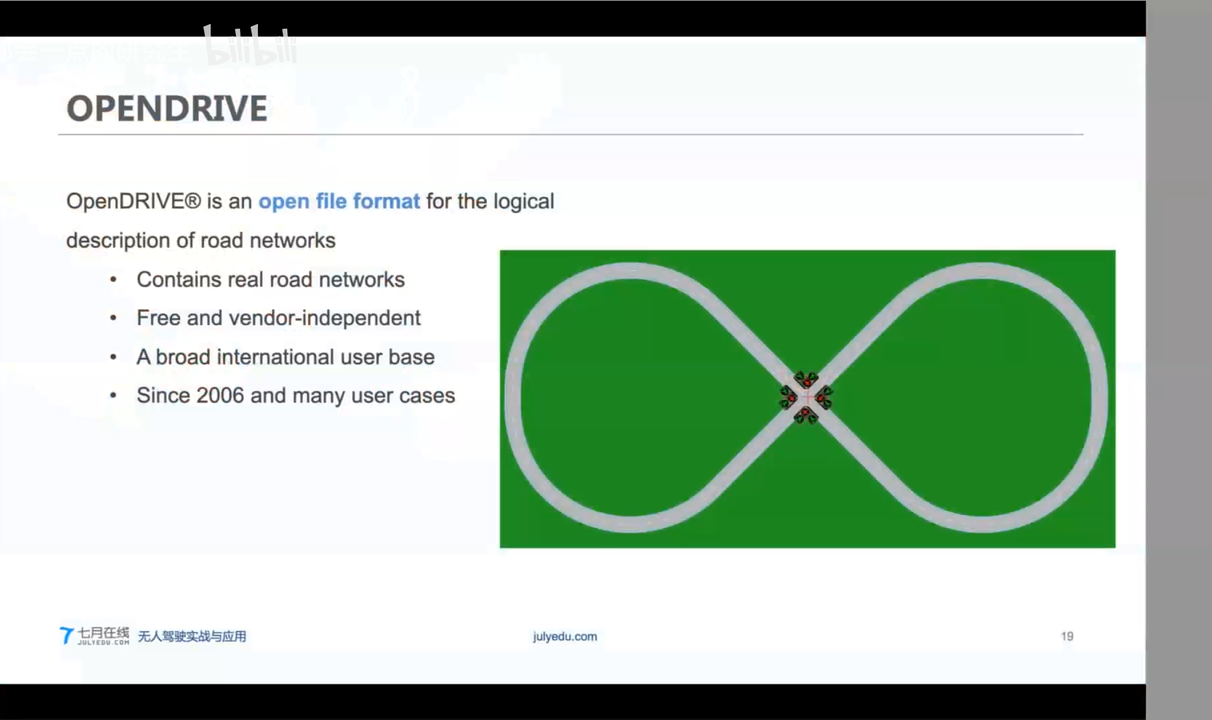 bilibili
OPENDRIVE
OpenDRIVE® is an open file format for the logical
description of road networks
• Contains real road networks
• Free and vendor-independent
• A broad international user base
• Since 2006 and many user cases
七月在线
JULYEDU.COM
无人驾驶实战与应用
julyedu.com
19